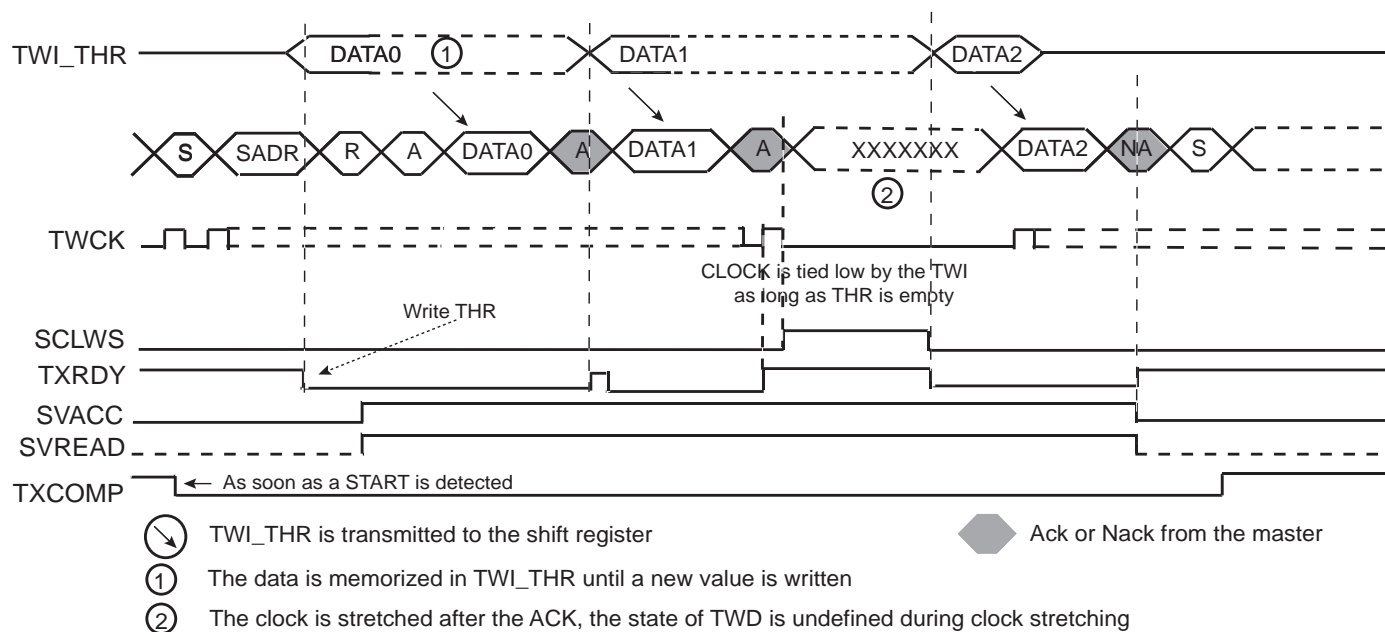 TWI_THR DATA0 1 DATA1 DATA2
S SADR R A DATA0 A DATA1 A XXXXXXX DATA2 NA S
2
TWCK
CLOCK is tied low by the TWI
as long as THR is empty
Write THR
SCLWS
TXRDY
SVACC
SVREAD
TXCOMP As soon as a START is detected
TWI_THR is transmitted to the shift register Ack or Nack from the master
1 The data is memorized in TWI_THR until a new value is written
2 The clock is stretched after the ACK, the state of TWD is undefined during clock stretching